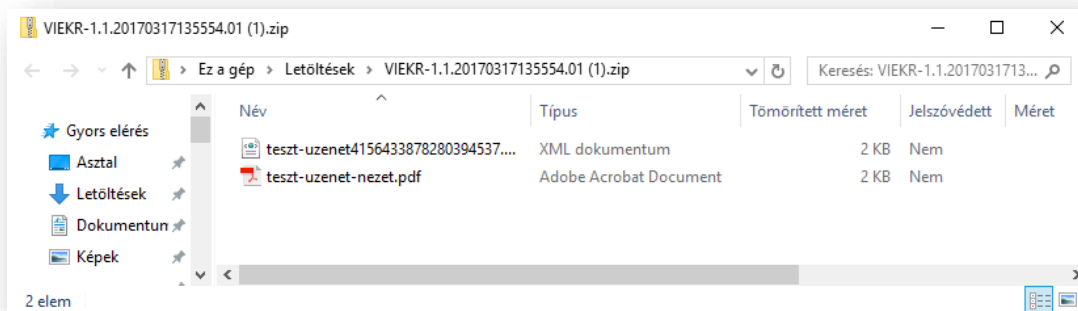 VIEKR-1.1.20170317135554.01 (1).zip
Ez a gép > Letöltések > VIEKR-1.1.20170317135554.01 (1).zip
Keresés: VIEKR-1.1.2017031713...
Név Típus Tömörített méret Jelszóvédett Méret
Gyors elérés
Asztal
Letöltések
Dokumentum
Képek
teszt-uzenet4156433878280394537.... XML dokumentum 2 KB Nem
teszt-uzenet-nezet.pdf Adobe Acrobat Document 2 KB Nem
2 elem